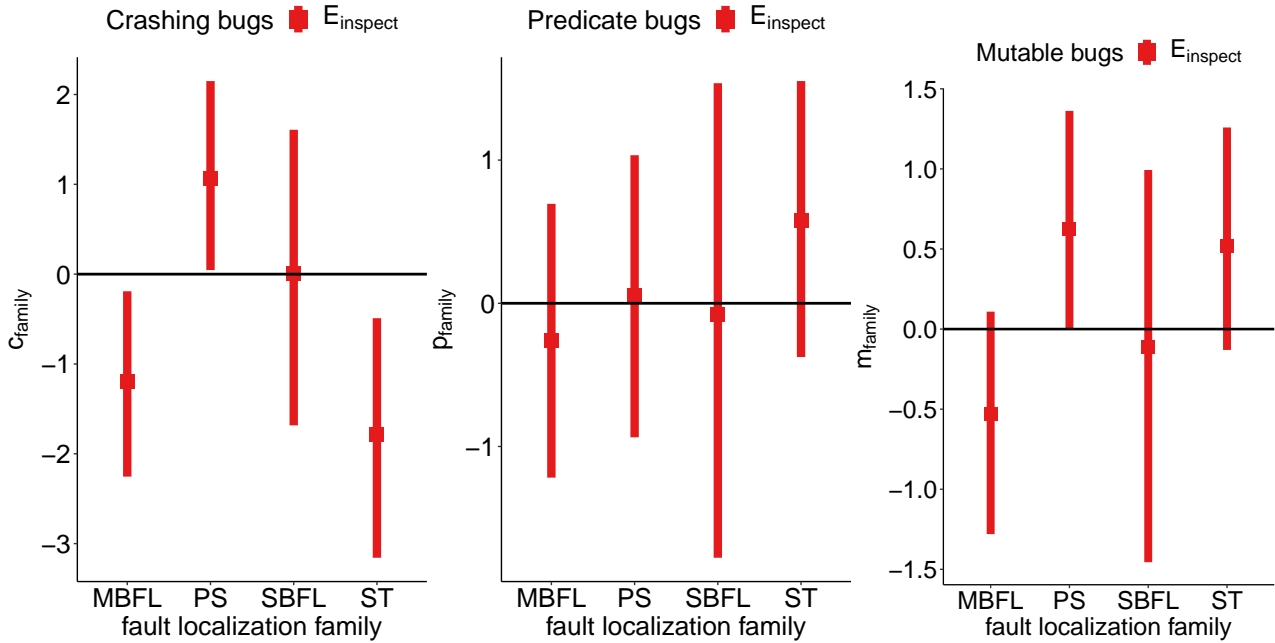 Crashing bugs E_inspect
c_family
2
1
0
−1
−2
−3
MBFL PS SBFL ST
fault localization family
Predicate bugs E_inspect
p_family
1
0
−1
MBFL PS SBFL ST
fault localization family
Mutable bugs E_inspect
m_family
1.5
1.0
0.5
0.0
−0.5
−1.0
−1.5
MBFL PS SBFL ST
fault localization family